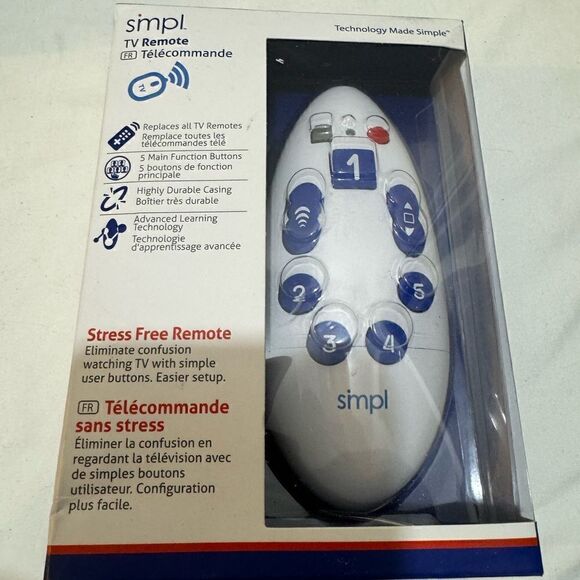 simpl™
Technology Made Simple™
TV Remote
FR Télécommande
TV
Replaces all TV Remotes
Remplace toutes les
télécommandes télé
5 Main Function Buttons
5 boutons de fonction
principale
Highly Durable Casing
Boîtier très durable
Advanced Learning
Technology
Technologie
d'apprentissage avancée
1
2
5
3
4
simpl
Stress Free Remote
Eliminate confusion
watching TV with simple
user buttons. Easier setup.
FR Télécommande
sans stress
Éliminer la confusion en
regardant la télévision avec
de simples boutons
utilisateur. Configuration
plus facile.